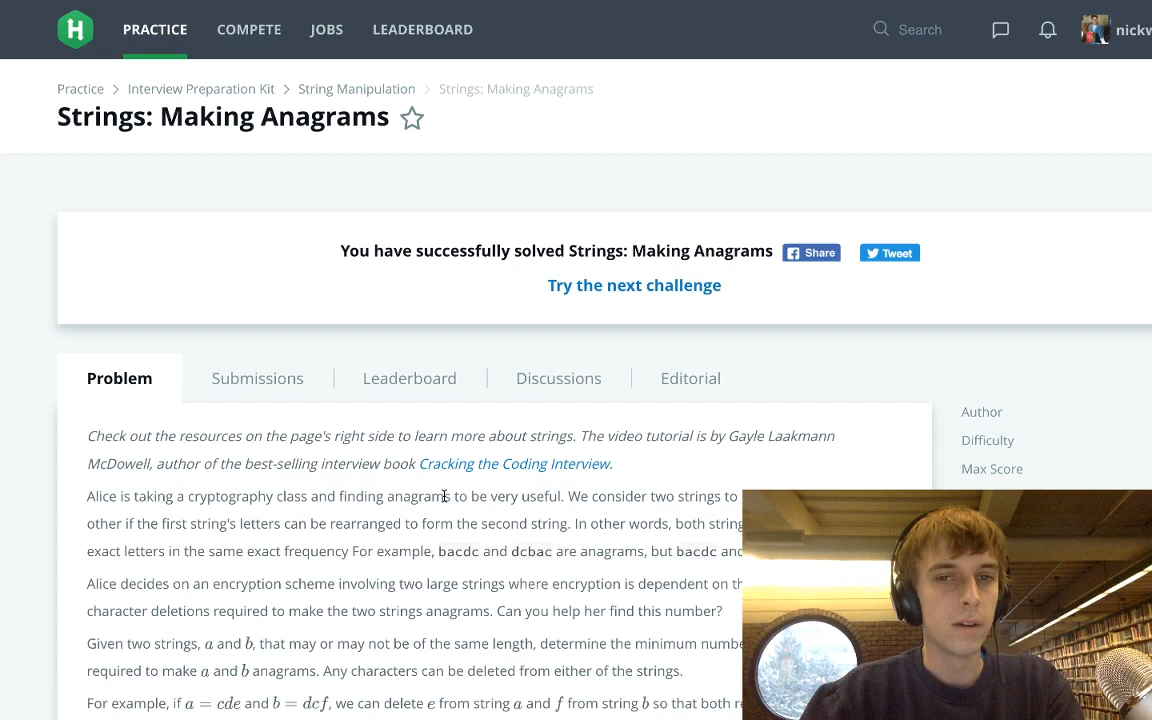 PRACTICE COMPETE JOBS LEADERBOARD Search
Practice > Interview Preparation Kit > String Manipulation > Strings: Making Anagrams
Strings: Making Anagrams
You have successfully solved Strings: Making Anagrams Share Tweet
Try the next challenge
Problem Submissions Leaderboard Discussions Editorial
Author
Difficulty
Max Score
Check out the resources on the page's right side to learn more about strings. The video tutorial is by Gayle Laakmann
McDowell, author of the best-selling interview book Cracking the Coding Interview.
Alice is taking a cryptography class and finding anagrams to be very useful. We consider two strings to
other if the first string's letters can be rearranged to form the second string. In other words, both string
exact letters in the same exact frequency For example, bacdc and dcbac are anagrams, but bacdc and
Alice decides on an encryption scheme involving two large strings where encryption is dependent on th
character deletions required to make the two strings anagrams. Can you help her find this number?
Given two strings, a and b, that may or may not be of the same length, determine the minimum numbe
required to make a and b anagrams. Any characters can be deleted from either of the strings.
For example, if a = cde and b = dcf, we can delete e from string a and f from string b so that both re